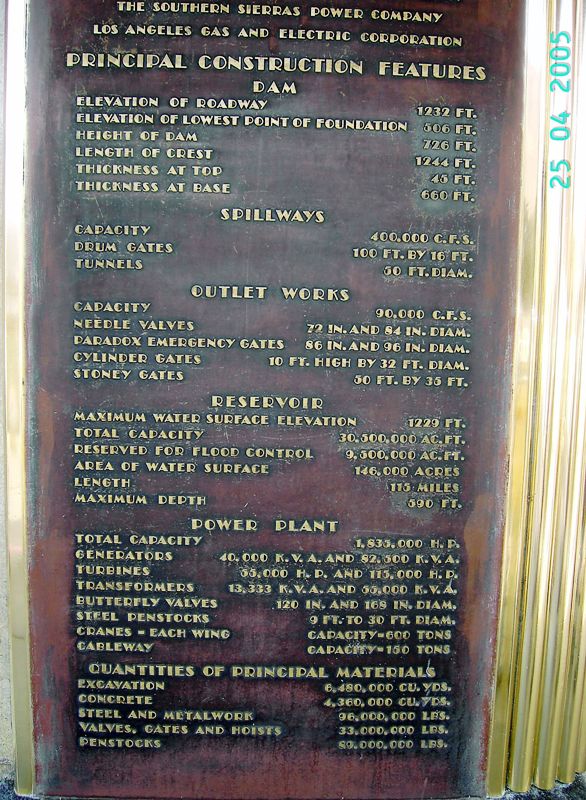 THE SOUTHERN SIERRAS POWER COMPANY
LOS ANGELES GAS AND ELECTRIC CORPORATION
PRINCIPAL CONSTRUCTION FEATURES
DAM
ELEVATION OF ROADWAY 1232 FT.
ELEVATION OF LOWEST POINT OF FOUNDATION 506 FT.
HEIGHT OF DAM 726 FT.
LENGTH OF CREST 1244 FT.
THICKNESS AT TOP 45 FT.
THICKNESS AT BASE 660 FT.
SPILLWAYS
CAPACITY 400,000 C.F.S.
DRUM GATES 100 FT. BY 16 FT.
TUNNELS 50 FT. DIAM.
OUTLET WORKS
CAPACITY 90,000 C.F.S.
NEEDLE VALVES 72 IN. AND 84 IN. DIAM.
PARADOX EMERGENCY GATES 86 IN. AND 96 IN. DIAM.
CYLINDER GATES 10 FT. HIGH BY 32 FT. DIAM.
STONEY GATES 50 FT. BY 35 FT.
RESERVOIR
MAXIMUM WATER SURFACE ELEVATION 1229 FT.
TOTAL CAPACITY 30,500,000 AC. FT.
RESERVED FOR FLOOD CONTROL 9,500,000 AC. FT.
AREA OF WATER SURFACE 146,000 ACRES
LENGTH 115 MILES
MAXIMUM DEPTH 590 FT.
POWER PLANT
TOTAL CAPACITY 1,835,000 H.P.
GENERATORS 40,000 K.V.A. AND 82,500 K.V.A.
TURBINES 55,000 H.P. AND 115,000 H.P.
TRANSFORMERS 13,333 K.V.A. AND 55,000 K.V.A.
BUTTERFLY VALVES 120 IN. AND 168 IN. DIAM.
STEEL PENSTOCKS 9 FT. TO 30 FT. DIAM.
CRANES - EACH WING CAPACITY=600 TONS
CABLEWAY CAPACITY=150 TONS
QUANTITIES OF PRINCIPAL MATERIALS
EXCAVATION 6,480,000 CU. YDS.
CONCRETE 4,360,000 CU. YDS.
STEEL AND METALWORK 96,000,000 LBS.
VALVES, GATES AND HOISTS 33,000,000 LBS.
PENSTOCKS 89,000,000 LBS.
25 04 2005